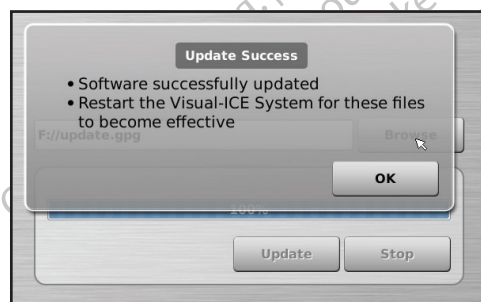 Update Success
• Software successfully updated
• Restart the Visual-ICE System for these files
to become effective
F://update.gpg
Browse
OK
100%
Update
Stop